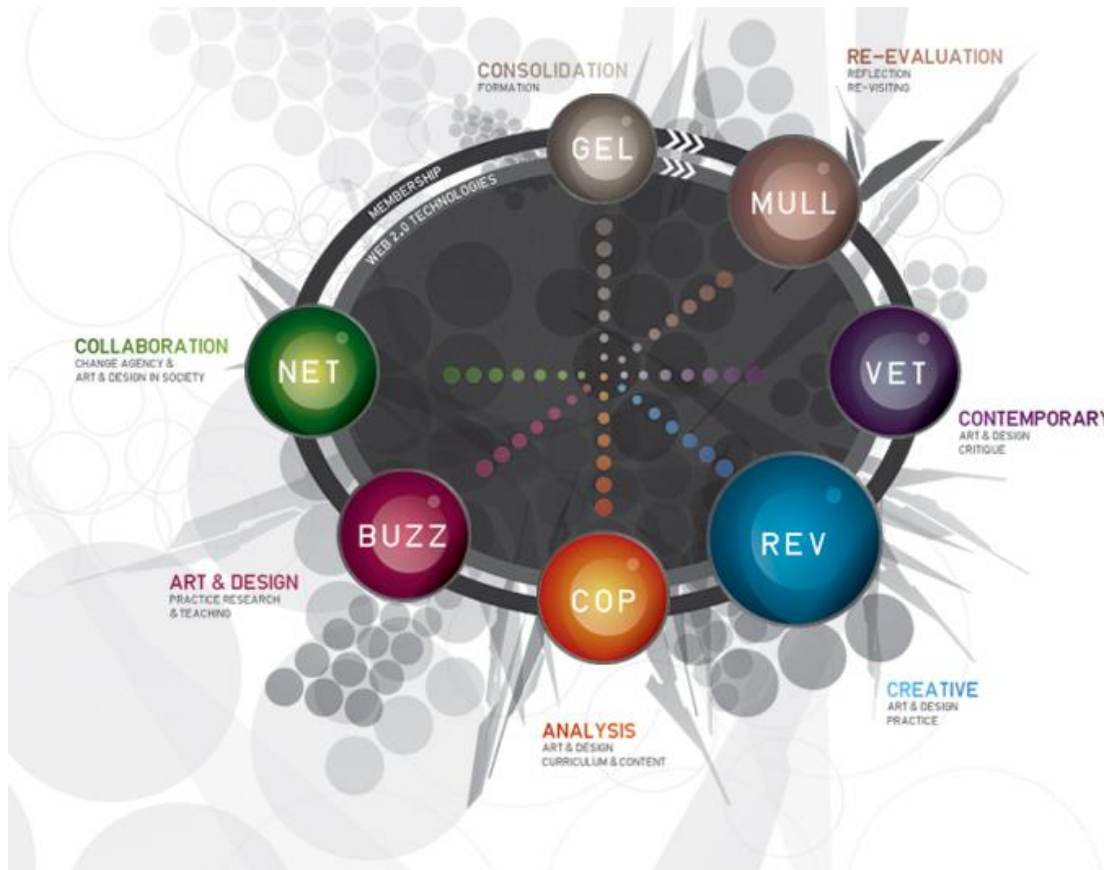 CONSOLIDATION
FORMATION
RE-EVALUATION
REFLECTION
RE-VISITING
GEL
MULL
MEMBERSHIP
WEB 2.0 TECHNOLOGIES
COLLABORATION
CHANGE AGENCY &
ART & DESIGN IN SOCIETY
NET
VET
CONTEMPORARY
ART & DESIGN
CRITIQUE
BUZZ
REV
ART & DESIGN
PRACTICE RESEARCH
& TEACHING
COP
CREATIVE
ART & DESIGN
PRACTICE
ANALYSIS
ART & DESIGN
CURRICULUM & CONTENT